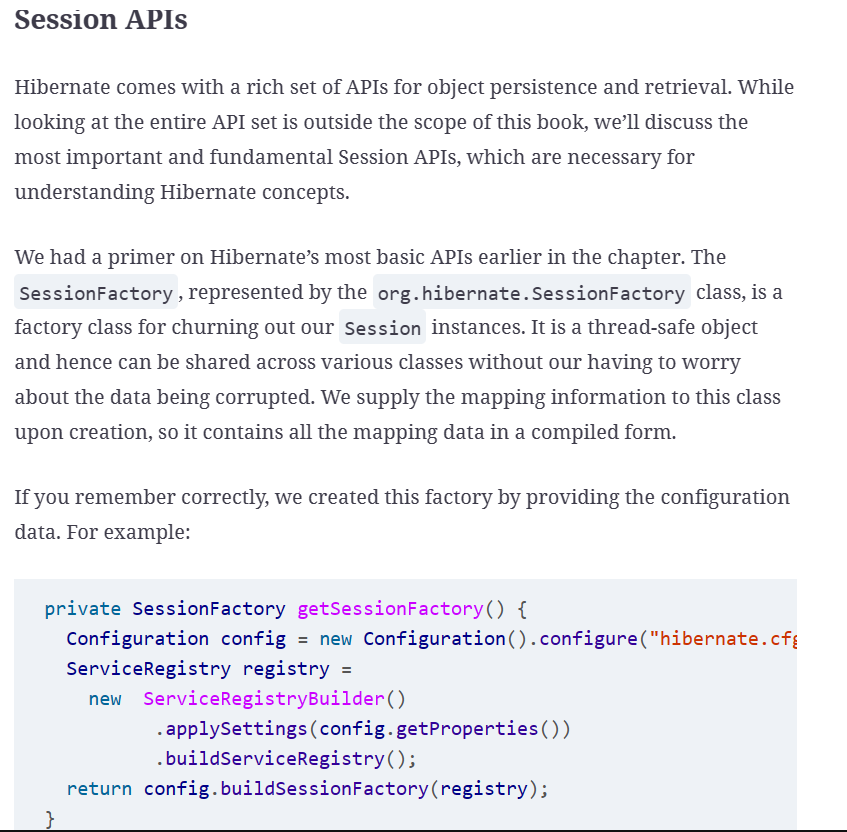 Session APIs
Hibernate comes with a rich set of APIs for object persistence and retrieval. While
looking at the entire API set is outside the scope of this book, we’ll discuss the
most important and fundamental Session APIs, which are necessary for
understanding Hibernate concepts.
We had a primer on Hibernate’s most basic APIs earlier in the chapter. The
SessionFactory, represented by the org.hibernate.SessionFactory class, is a
factory class for churning out our Session instances. It is a thread-safe object
and hence can be shared across various classes without our having to worry
about the data being corrupted. We supply the mapping information to this class
upon creation, so it contains all the mapping data in a compiled form.
If you remember correctly, we created this factory by providing the configuration
data. For example:
private SessionFactory getSessionFactory() {
Configuration config = new Configuration().configure("hibernate.cfg
ServiceRegistry registry =
new ServiceRegistryBuilder()
.applySettings(config.getProperties())
.buildServiceRegistry();
return config.buildSessionFactory(registry);
}